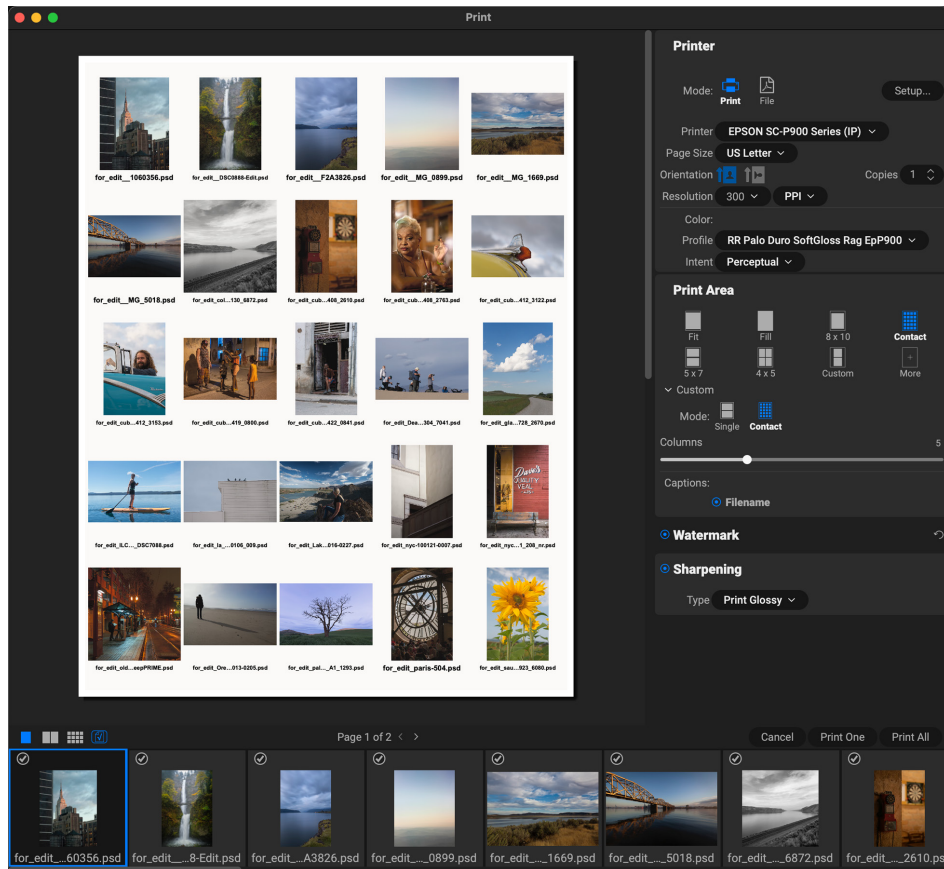 Print
for_edit__1060356.psd
for_edit__DSC0888-Edit.psd
for_edit__F2A3826.psd
for_edit__MG_0899.psd
for_edit__MG_1669.psd
for_edit__MG_5018.psd
for_edit_col...130_6872.psd
for_edit_cub...408_2610.psd
for_edit_cub...408_2763.psd
for_edit_cub...412_3122.psd
for_edit_cub...412_3153.psd
for_edit_cub...419_0800.psd
for_edit_cub...422_0841.psd
for_edit_Dea...304_7041.psd
for_edit_gla...728_2670.psd
Dave's
QUALITY
VEAL
for_edit_ILC..._DSC7088.psd
for_edit_la_...0106_009.psd
for_edit_Lak...016-0227.psd
for_edit_nyc-100121-0007.psd
for_edit_nyc...1_208_nr.psd
for_edit_old...eepPRIME.psd
for_edit_Ore...013-0205.psd
for_edit_pal..._A1_1293.psd
for_edit_paris-504.psd
for_edit_sau...923_6080.psd
Printer
Mode:
Print
File
Setup...
Printer EPSON SC-P900 Series (IP)
Page Size US Letter
Orientation
Copies 1
Resolution 300 PPI
Color:
Profile RR Palo Duro SoftGloss Rag EpP900
Intent Perceptual
Print Area
Fit
Fill
8 x 10
Contact
5 x 7
4 x 5
Custom
More
Custom
Mode:
Single
Contact
Columns 5
Captions:
Filename
Watermark
Sharpening
Type Print Glossy
Page 1 of 2 < >
Cancel
Print One
Print All
for_edit_...60356.psd
for_edit__...8-Edit.psd
for_edit_...A3826.psd
for_edit_..._0899.psd
for_edit_..._1669.psd
for_edit_..._5018.psd
for_edit_..._6872.psd
for_edit_..._2610.ps